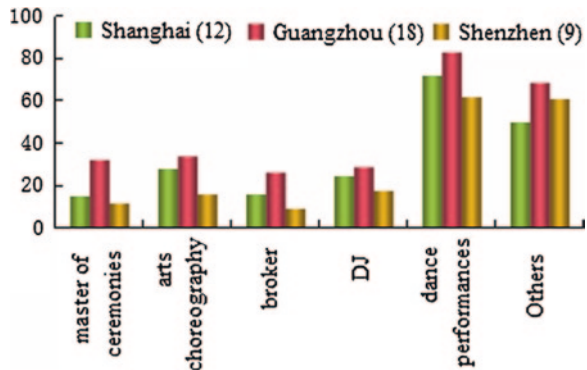 100
Shanghai (12) Guangzhou (18) Shenzhen (9)
80
60
40
20
0
master of
ceremonies
arts
choreography
broker
DJ
dance
performances
Others